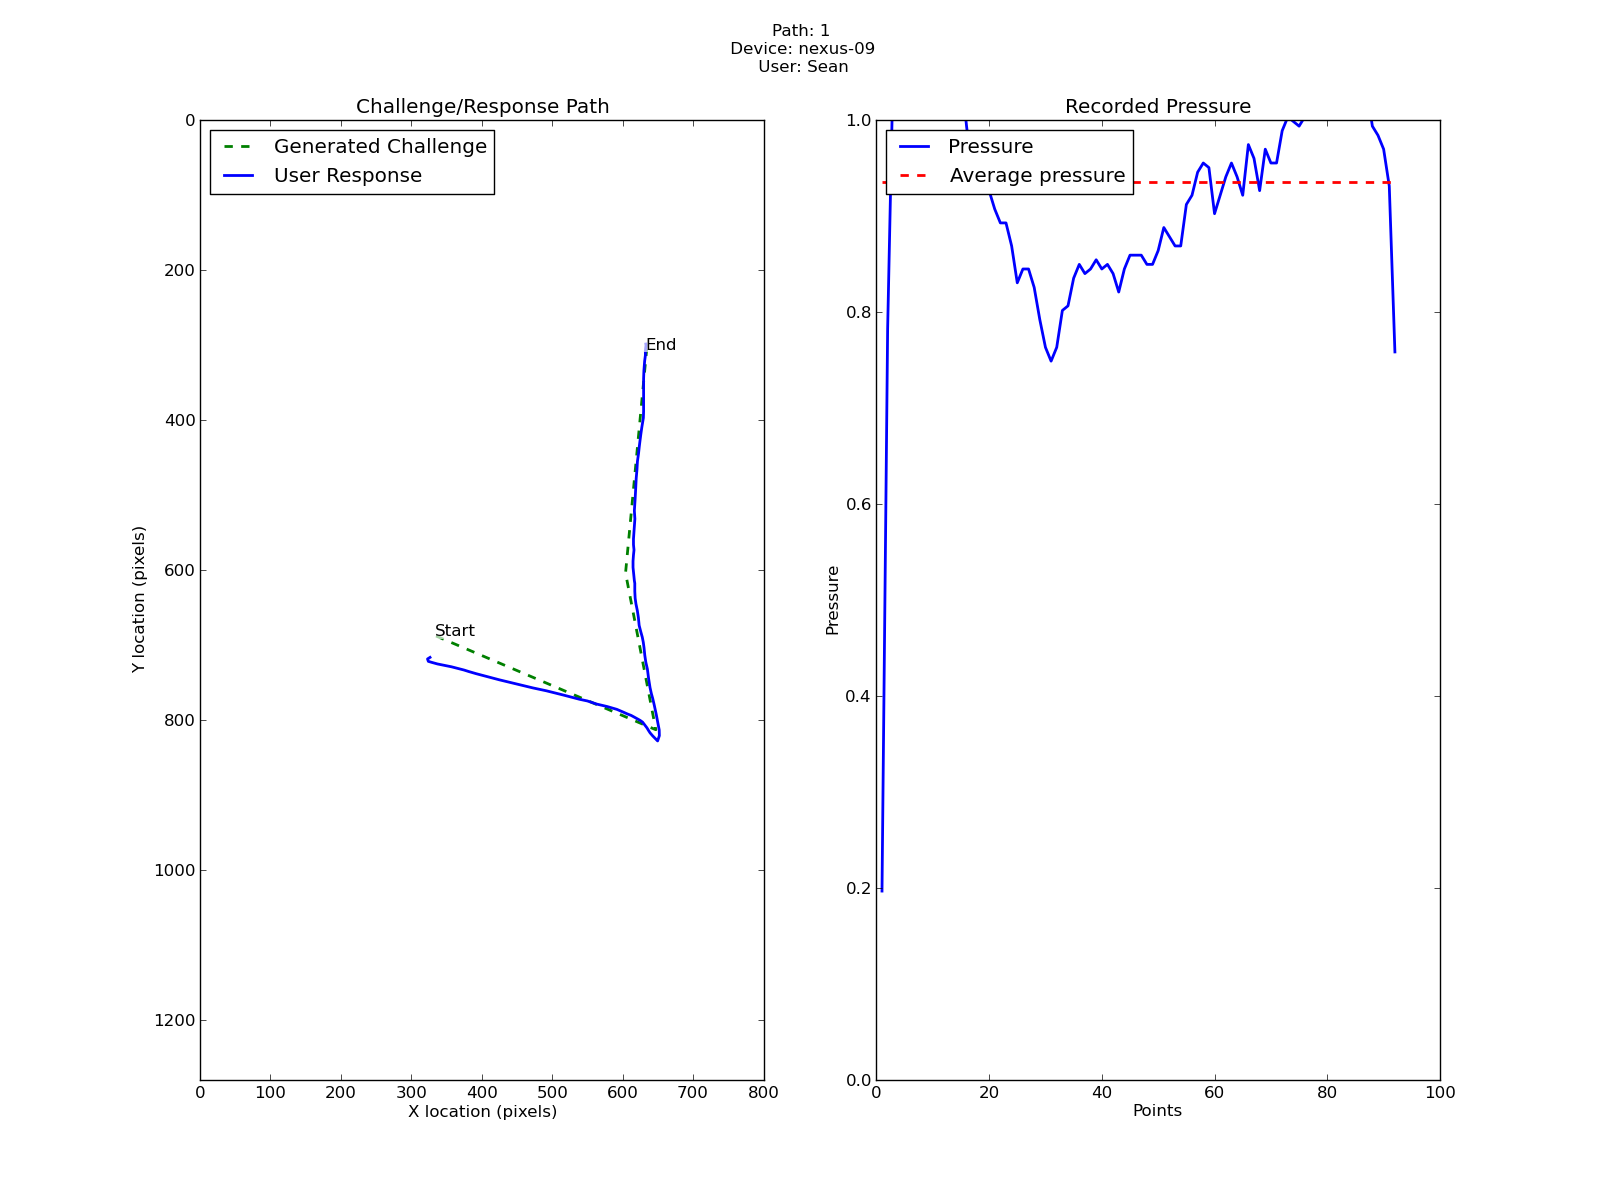 Path: 1
Device: nexus-09
User: Sean
Challenge/Response Path
Generated Challenge
User Response
0
200
400
600
800
1000
1200
Y location (pixels)
Start
End
0 100 200 300 400 500 600 700 800
X location (pixels)
Recorded Pressure
Pressure
Average pressure
1.0
0.8
0.6
0.4
0.2
0.0
Pressure
0 20 40 60 80 100
Points